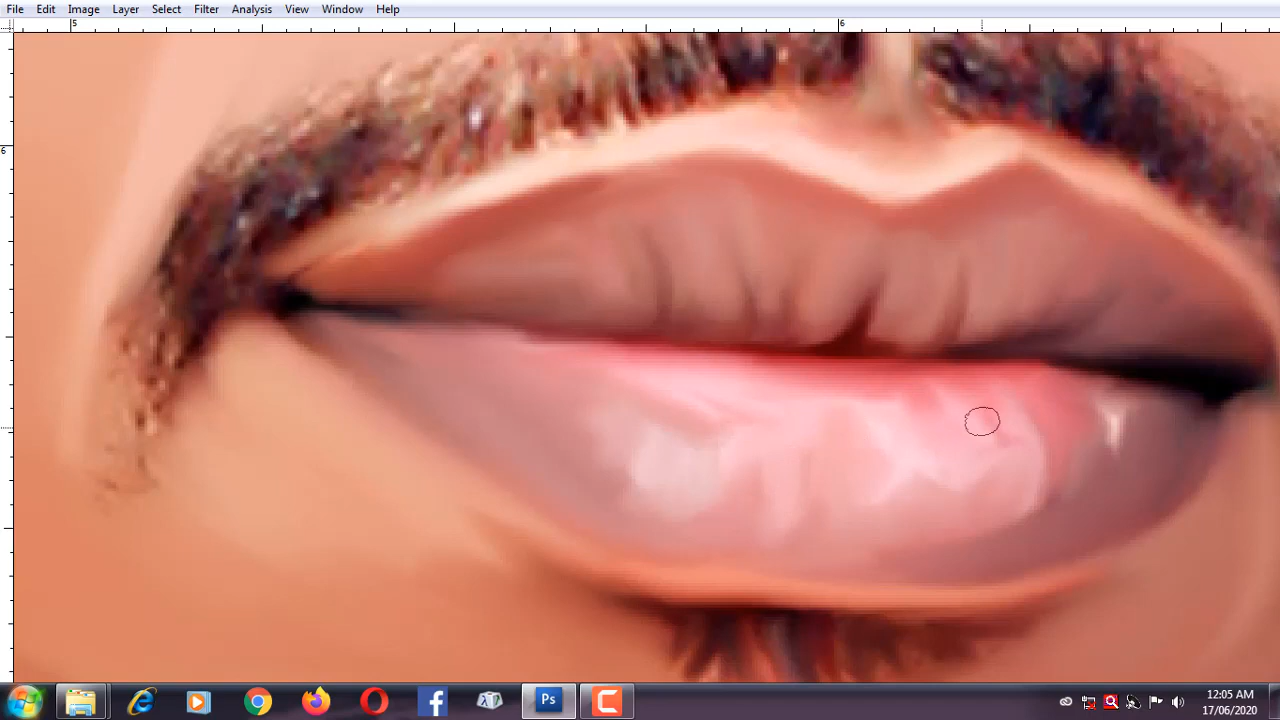 File Edit Image Layer Select Filter Analysis View Window Help
5 6
6
Ps
12:05 AM
17/06/2020